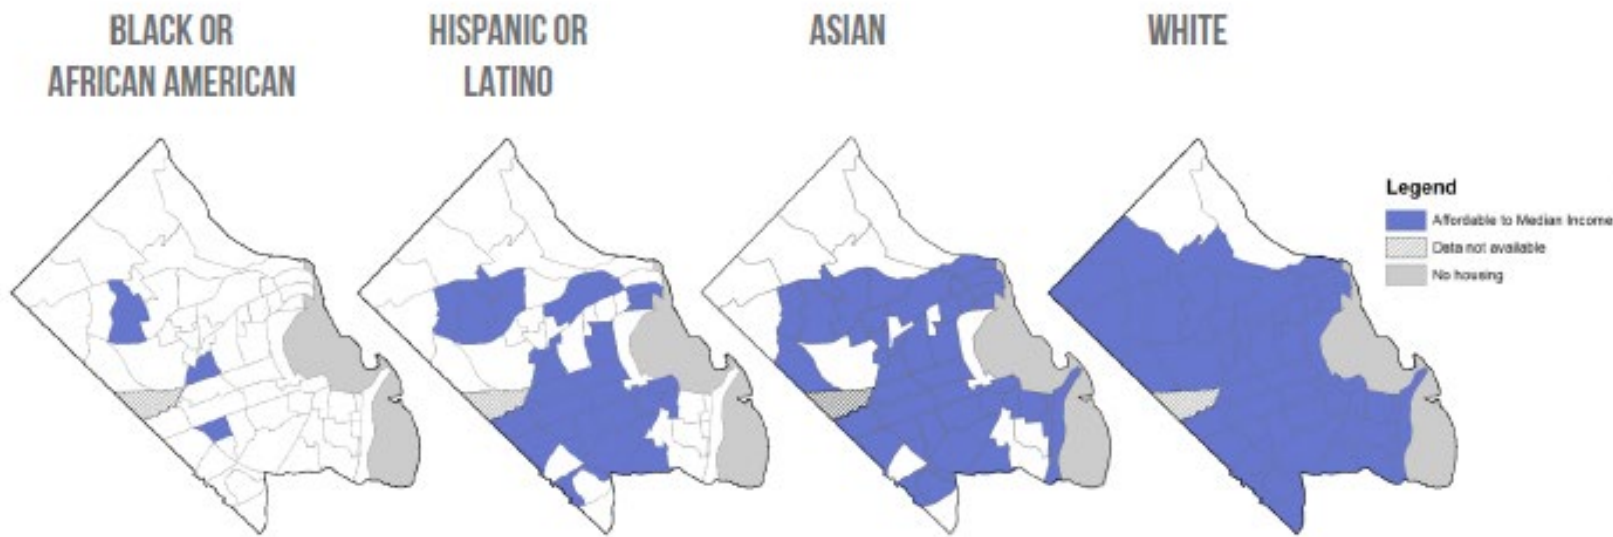 BLACK OR
AFRICAN AMERICAN
HISPANIC OR
LATINO
ASIAN
WHITE
Legend
Affordable to Median Income
Data not available
No housing